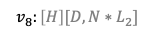 v₈: [H][D, N ∗ L₂]